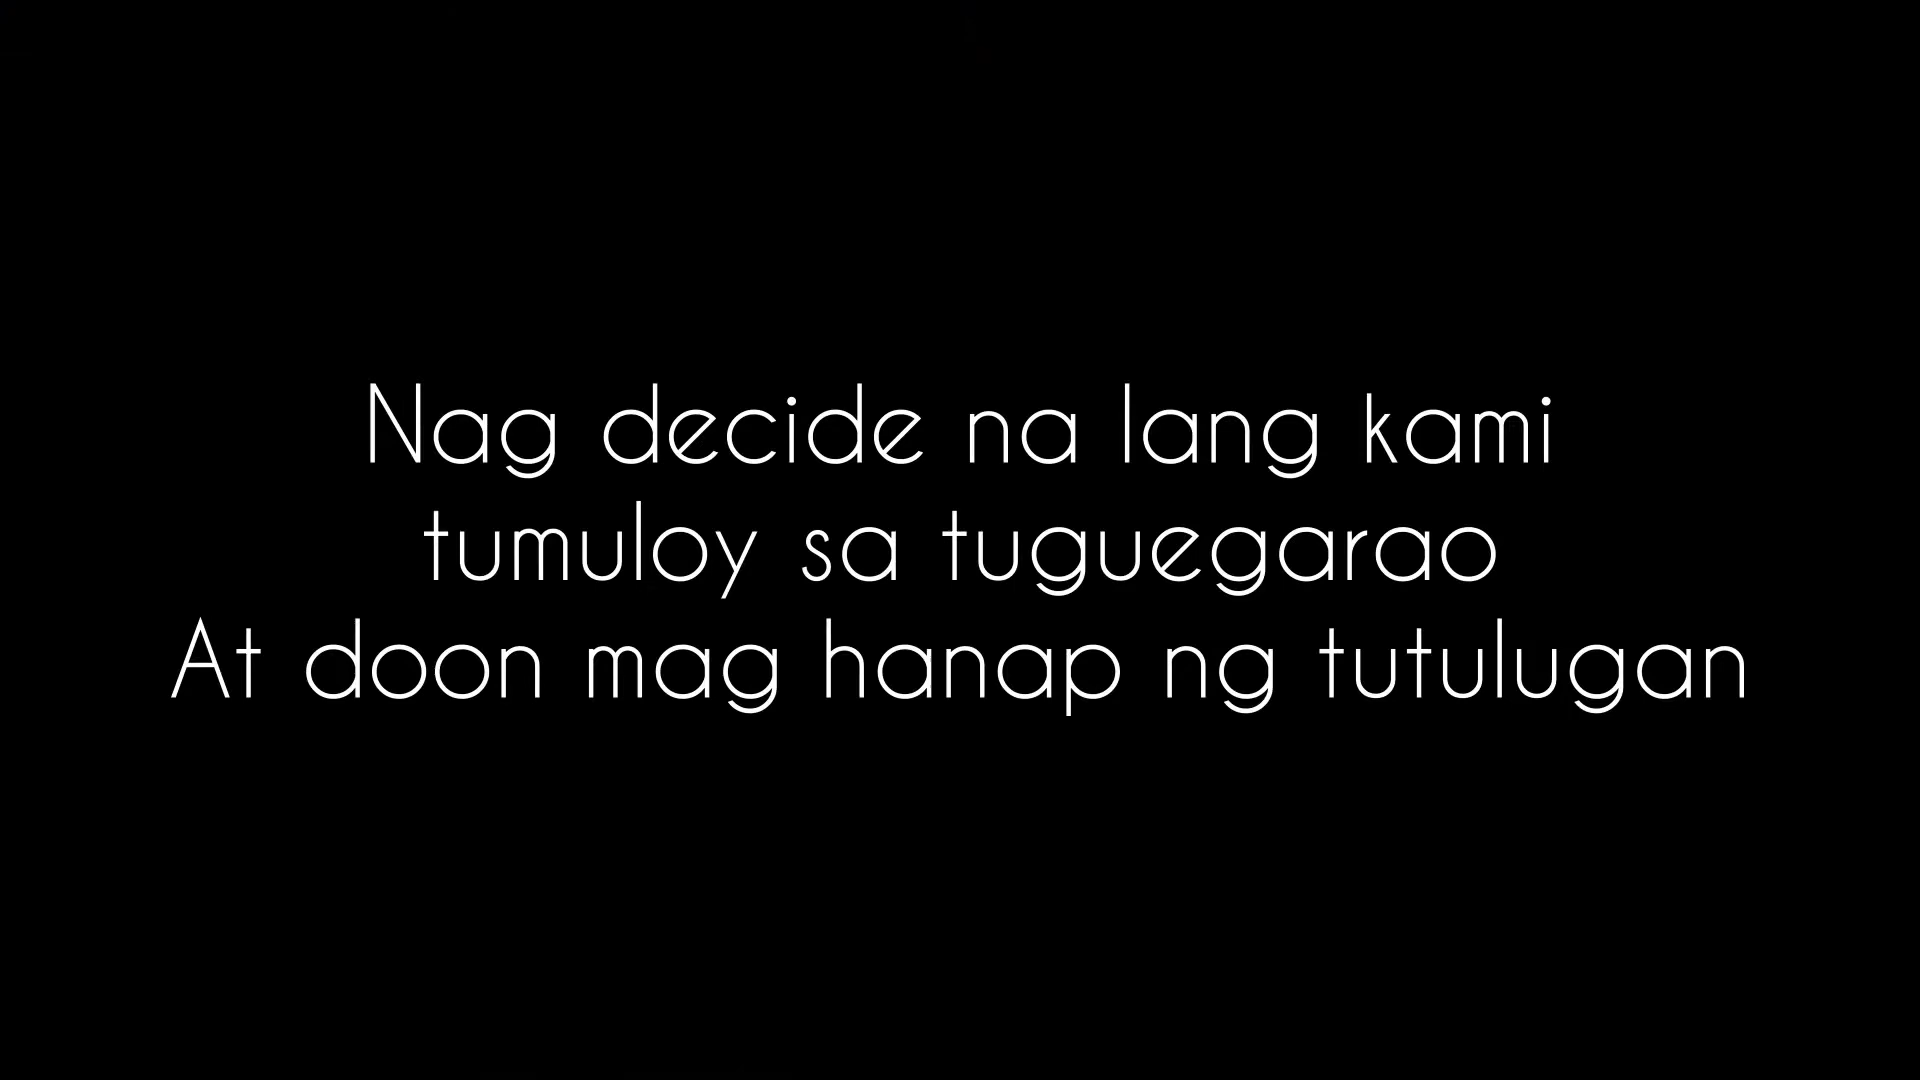 Nag decide na lang kami
tumuloy sa tuguegarao
At doon mag hanap ng tutulugan